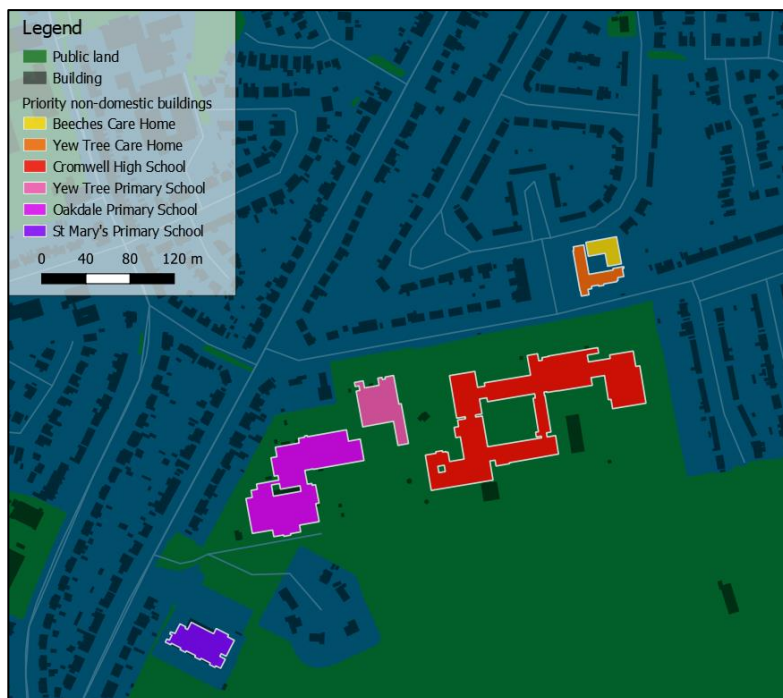 Legend
Public land
Building
Priority non-domestic buildings
Beeches Care Home
Yew Tree Care Home
Cromwell High School
Yew Tree Primary School
Oakdale Primary School
St Mary's Primary School
0 40 80 120 m